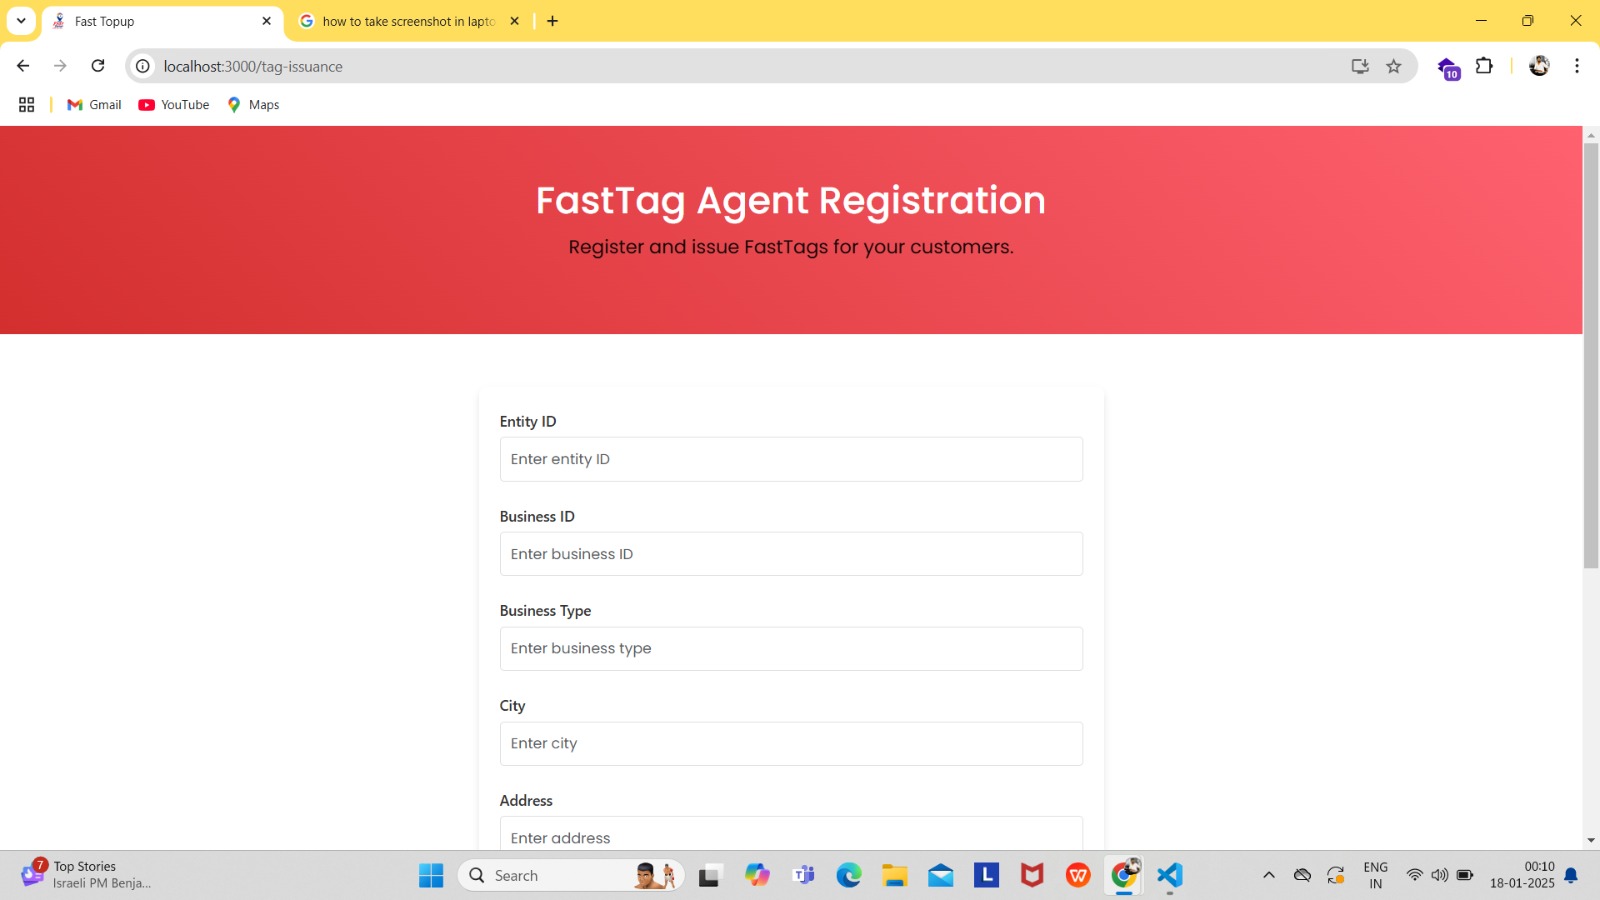 Fast Topup
how to take screenshot in lapto
localhost:3000/tag-issuance
10
Gmail
YouTube
Maps
FastTag Agent Registration
Register and issue FastTags for your customers.
Entity ID
Enter entity ID
Business ID
Enter business ID
Business Type
Enter business type
City
Enter city
Address
Enter address
7
Top Stories
Israeli PM Benja...
Search
L
W
ENG
IN
00:10
18-01-2025